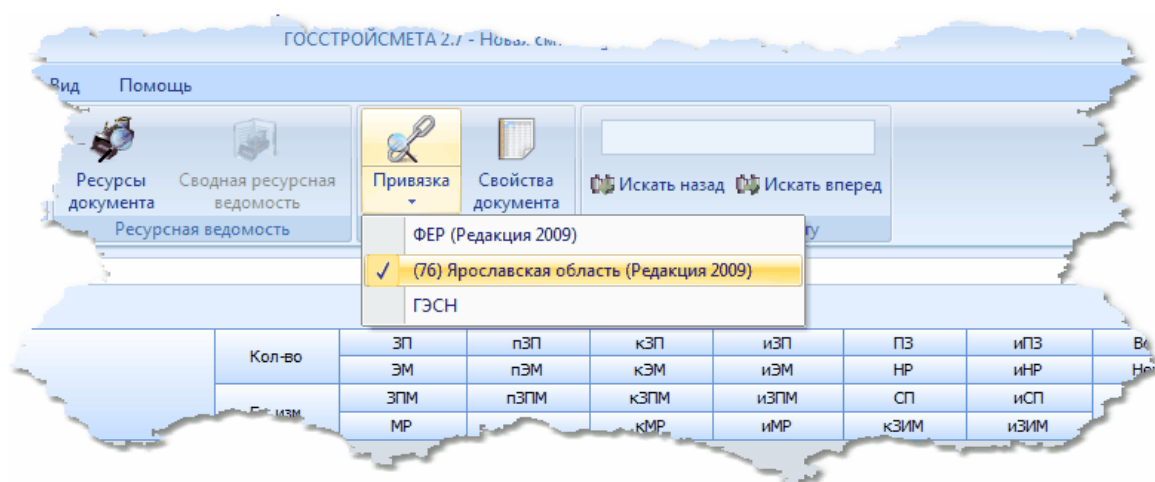 ГОССТРОЙСМЕТА 2.7 - Новая
Вид Помощь
Ресурсы документа
Сводная ресурсная ведомость
Привязка
Свойства документа
Искать назад Искать вперед
Ресурсная ведомость
ФЕР (Редакция 2009)
(76) Ярославская область (Редакция 2009)
ГЭСН
Кол-во ЗП пЗП кЗП иЗП ПЗ иПЗ
ЭМ пЭМ кЭМ иЭМ НР иНР
ЗПМ пЗПМ кЗПМ иЗПМ СП иСП
МР кМР иМР кЗИМ иЗИМ